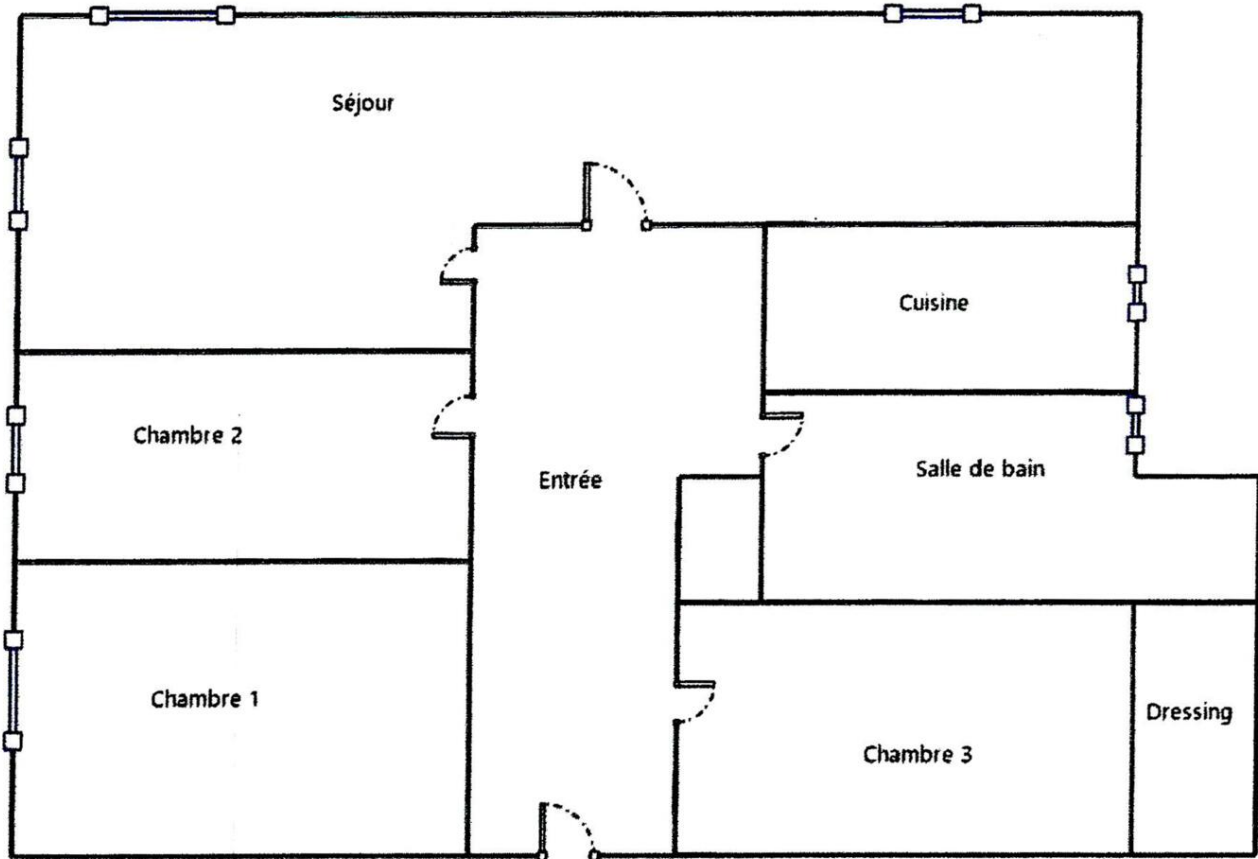 Séjour
Cuisine
Chambre 2
Salle de bain
Entrée
Chambre 1
Dressing
Chambre 3